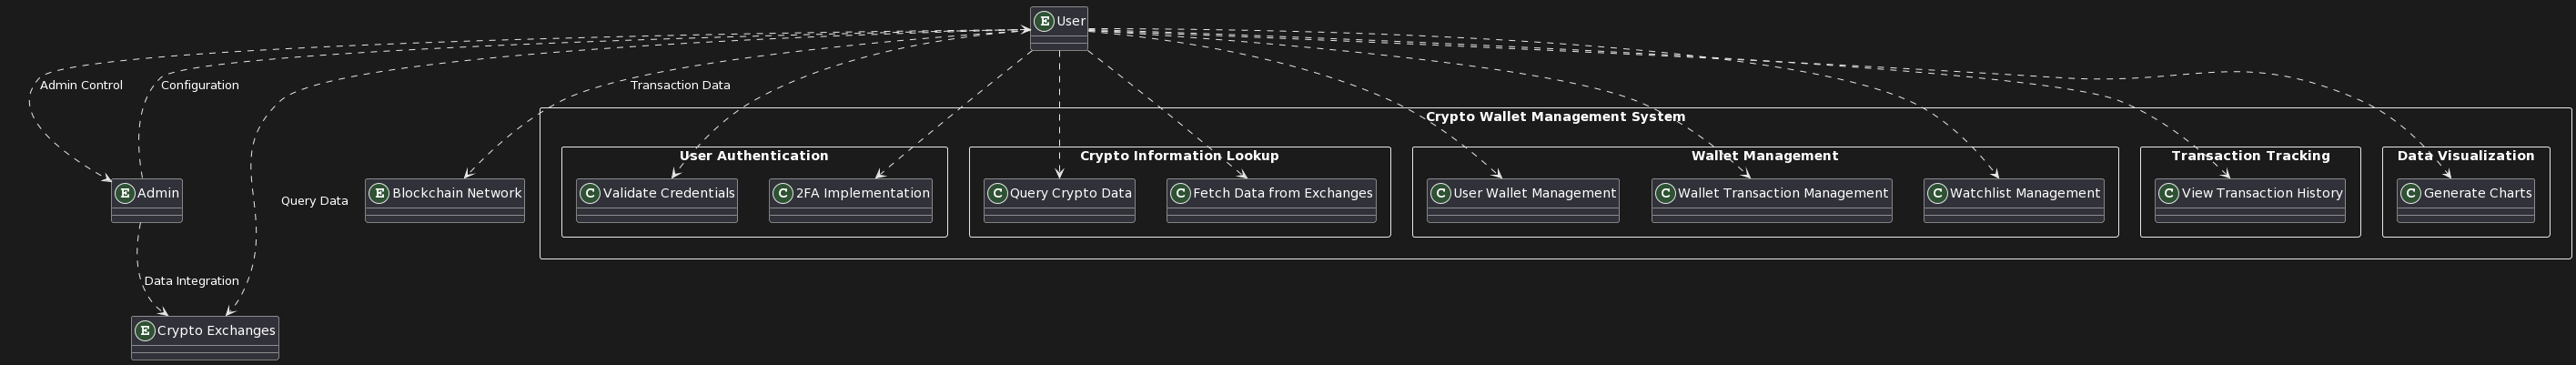 E User
Admin Control
Configuration
Transaction Data
Crypto Wallet Management System
User Authentication
Crypto Information Lookup
Wallet Management
Transaction Tracking
Data Visualization
E Admin
Query Data
E Blockchain Network
C Validate Credentials
C 2FA Implementation
C Query Crypto Data
C Fetch Data from Exchanges
C User Wallet Management
C Wallet Transaction Management
C Watchlist Management
C View Transaction History
C Generate Charts
Data Integration
E Crypto Exchanges